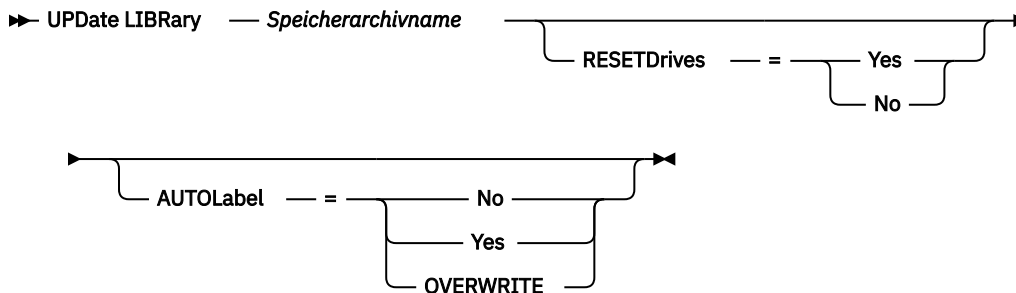 UPDate LIBRary Speicherarchivname
RESETDrives = Yes
No
AUTOLabel = No
Yes
OVERWRITE